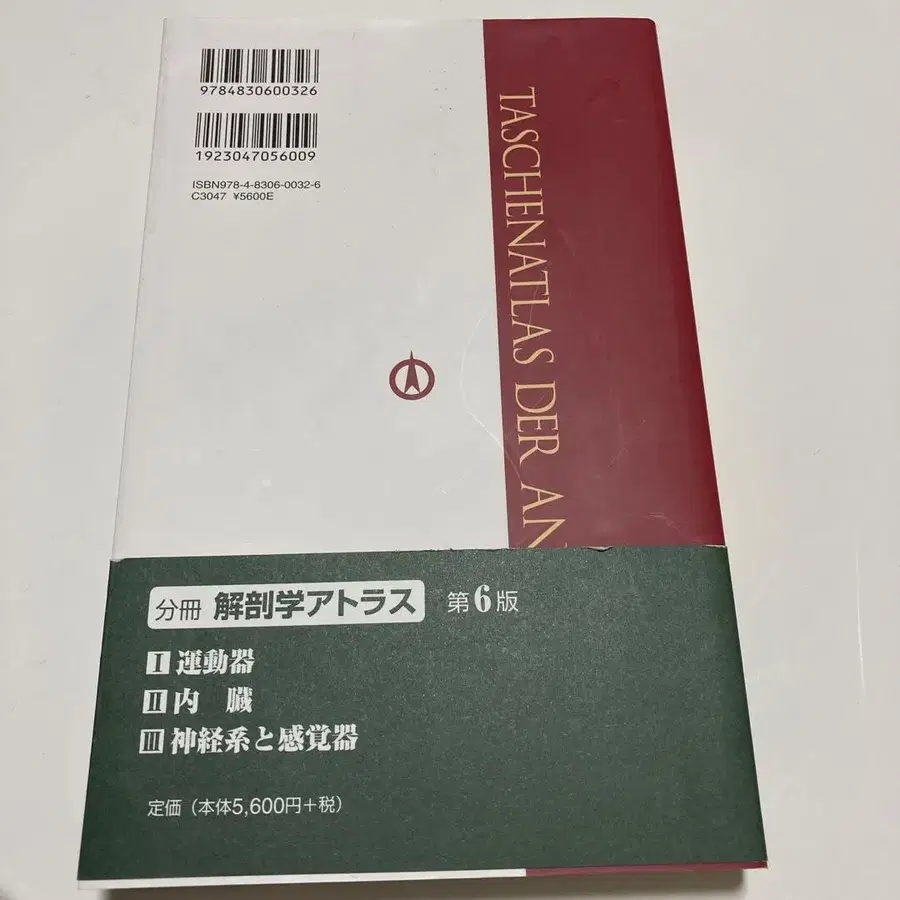 9784830600326
1923047056009
ISBN978-4-8306-0032-6
C3047 ¥5600E
TASCHENATLAS DER AN
分冊 解剖学アトラス 第6版
Ⅰ 運動器
Ⅱ 内 臓
Ⅲ 神経系と感覚器
定価(本体5,600円+税)